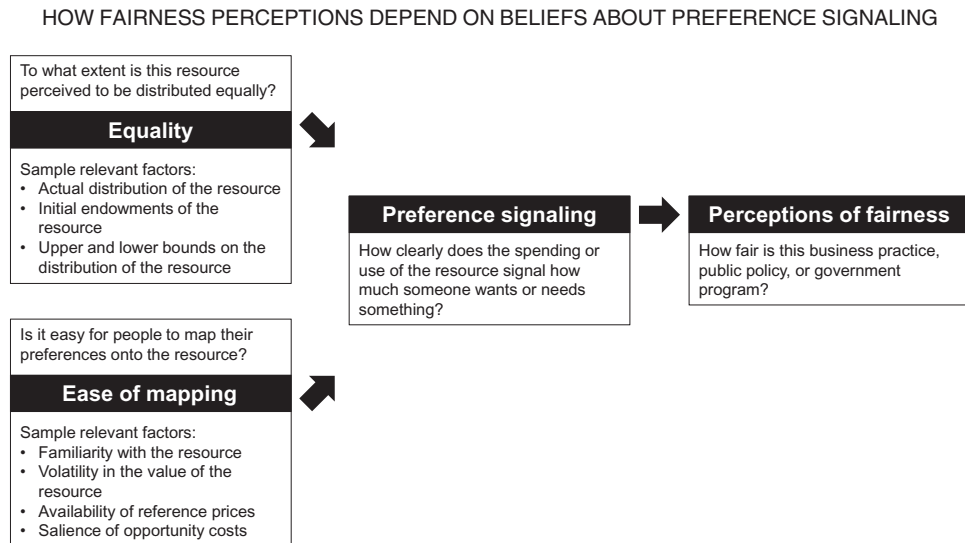 HOW FAIRNESS PERCEPTIONS DEPEND ON BELIEFS ABOUT PREFERENCE SIGNALING
To what extent is this resource
perceived to be distributed equally?
Equality
Sample relevant factors:
• Actual distribution of the resource
• Initial endowments of the
resource
• Upper and lower bounds on the
distribution of the resource
Is it easy for people to map their
preferences onto the resource?
Ease of mapping
Sample relevant factors:
• Familiarity with the resource
• Volatility in the value of the
resource
• Availability of reference prices
• Salience of opportunity costs
Preference signaling
How clearly does the spending or
use of the resource signal how
much someone wants or needs
something?
Perceptions of fairness
How fair is this business practice,
public policy, or government
program?